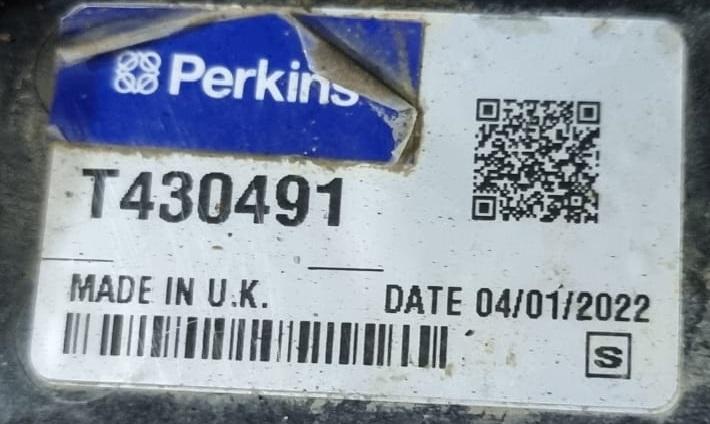 Perkins
T430491
MADE IN U.K.
DATE 04/01/2022
S